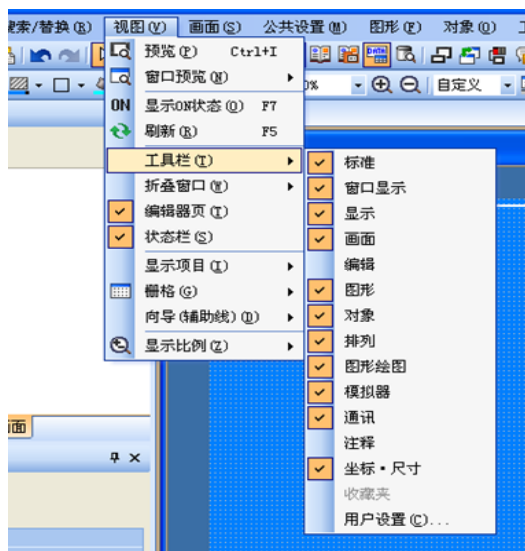 搜索/替换(R) 视图(V) 画面(S) 公共设置(M) 图形(F) 对象(O)
预览(P) Ctrl+I
窗口预览(N)
% 自定义
ON 显示ON状态(O) F7
刷新(R) F5
工具栏(T)
标准
折叠窗口(W)
窗口显示
编辑器页(I)
显示
状态栏(S)
画面
编辑
显示项目(I)
图形
栅格(G)
对象
向导(辅助线)(D)
排列
显示比例(Z)
图形绘图
模拟器
通讯
画面
注释
坐标・尺寸
收藏夹
用户设置(C)...